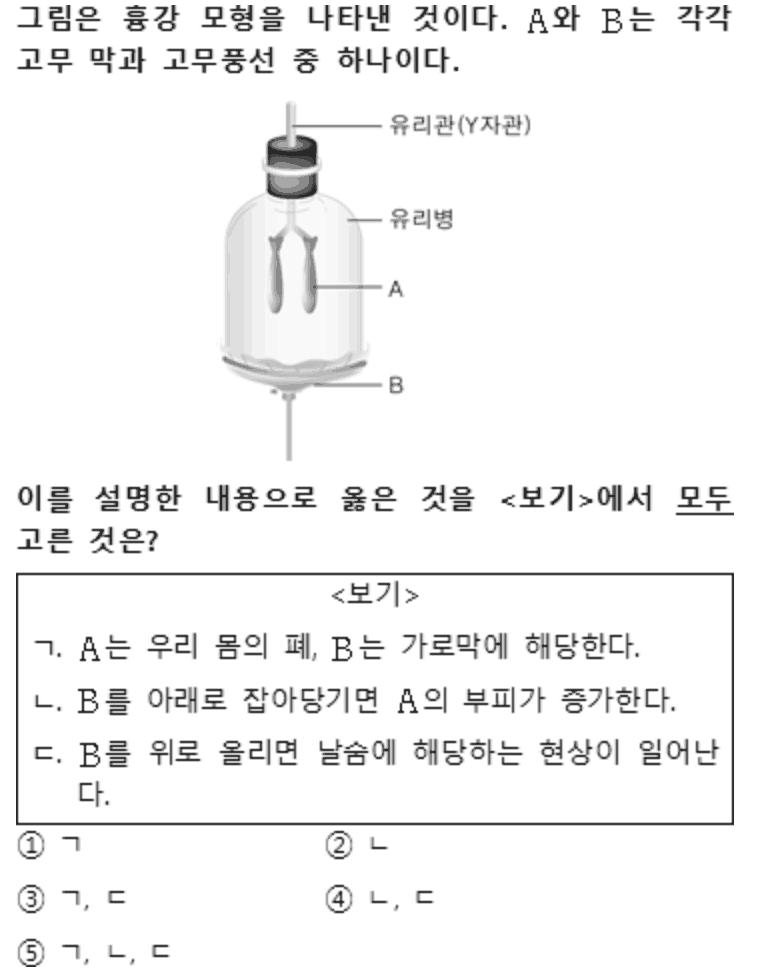 그림은 흉강 모형을 나타낸 것이다. A와 B는 각각
고무 막과 고무풍선 중 하나이다.
유리관(Y자관)
유리병
A
B
이를 설명한 내용으로 옳은 것을 <보기>에서 모두
고른 것은?
<보기>
ㄱ. A는 우리 몸의 폐, B는 가로막에 해당한다.
ㄴ. B를 아래로 잡아당기면 A의 부피가 증가한다.
ㄷ. B를 위로 올리면 날숨에 해당하는 현상이 일어난
다.
① ㄱ ② ㄴ
③ ㄱ, ㄷ ④ ㄴ, ㄷ
⑤ ㄱ, ㄴ, ㄷ